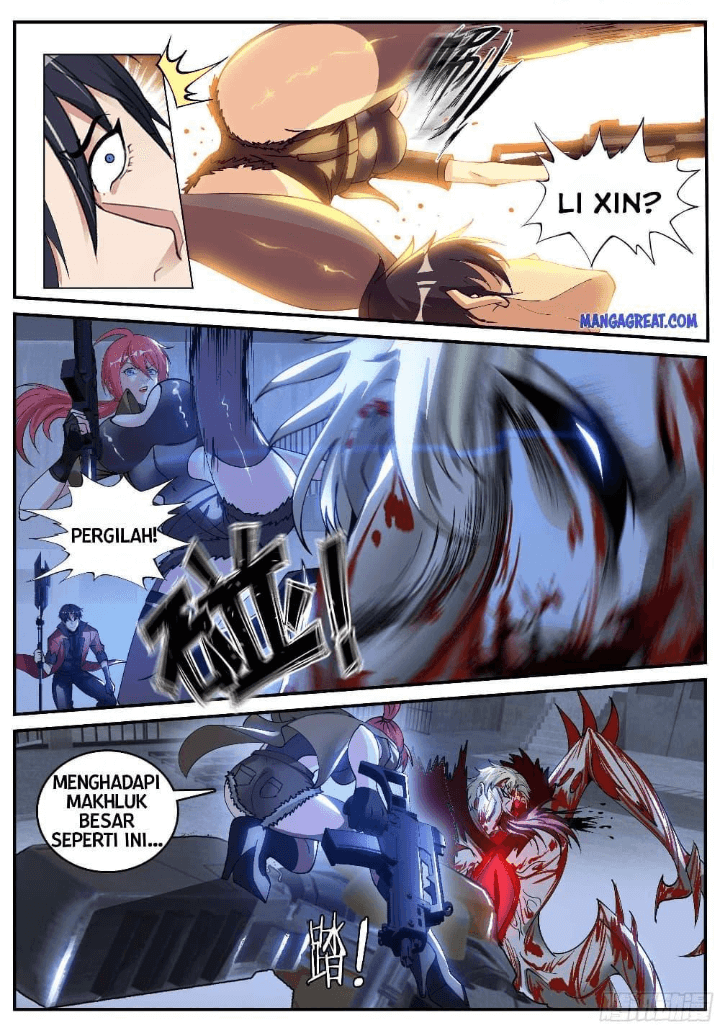 LI XIN?
MANGAGREAT.COM
PERGILAH!
碰!
MENGHADAPI
MAKHLUK
BESAR
SEPERTI INI...
踏!